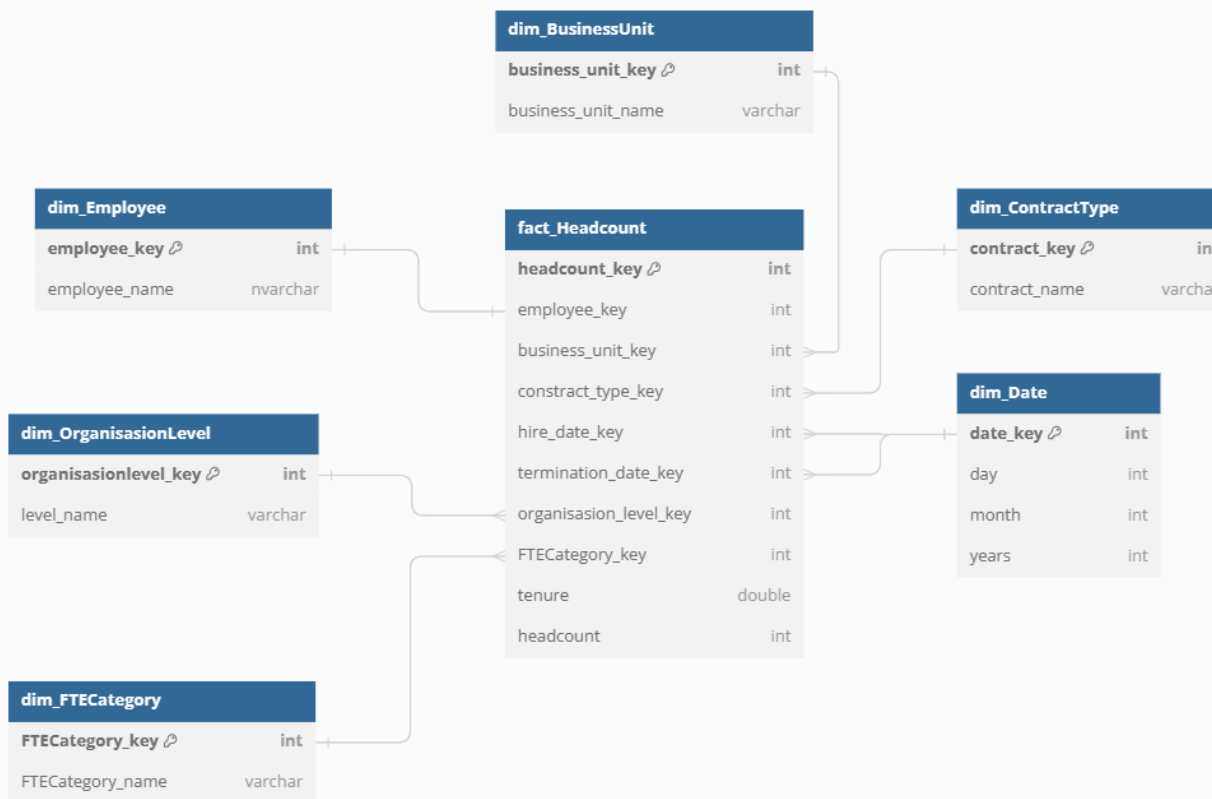 dim_BusinessUnit
business_unit_key int
business_unit_name varchar
dim_Employee
employee_key int
employee_name nvarchar
fact_Headcount
headcount_key int
employee_key int
business_unit_key int
constract_type_key int
hire_date_key int
termination_date_key int
organisasion_level_key int
FTECategory_key int
tenure double
headcount int
dim_ContractType
contract_key in
contract_name varcha
dim_Date
date_key int
day int
month int
years int
dim_OrganisasionLevel
organisasionlevel_key int
level_name varchar
dim_FTECategory
FTECategory_key int
FTECategory_name varchar